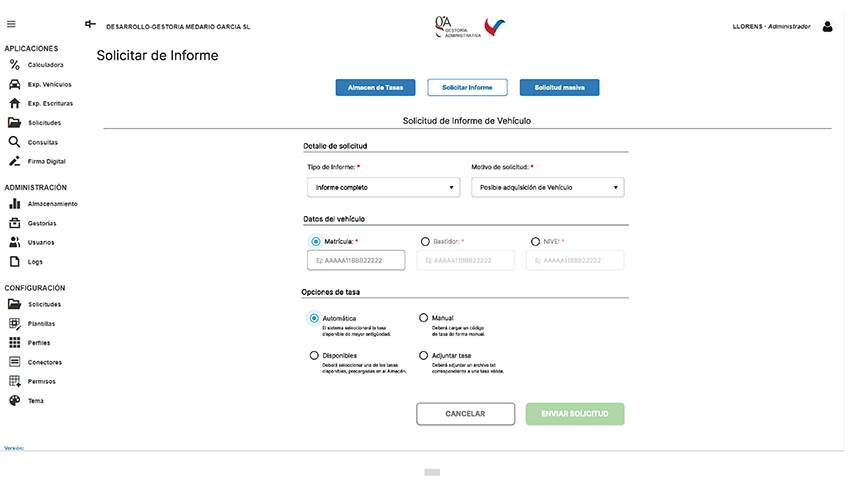 DESARROLLO-GESTORIA MEDARIO GARCIA SL
GA
GESTORÍA
ADMINISTRATIVA
LLORENS - Administrador
APLICACIONES
Calculadora
Exp. Vehículos
Exp. Escrituras
Solicitudes
Consultas
Firma Digital
ADMINISTRACIÓN
Almacenamiento
Gestorías
Usuarios
Logs
CONFIGURACIÓN
Solicitudes
Plantillas
Perfiles
Conectores
Permisos
Tema
Versión:
Solicitar de Informe
Almacen de Tasas
Solicitar Informe
Solicitud masiva
Solicitud de Informe de Vehículo
Detalle de solicitud
Tipo de Informe: *
Motivo de solicitud: *
Informe completo
Posible adquisición de Vehículo
Datos del vehículo
Matrícula: *
Bastidor: *
NIVE: *
Ej: AAAAA11BBB22222
Ej: AAAAA11BBB22222
Ej: AAAAA11BBB22222
Opciones de tasa
Automática
El sistema seleccionará la tasa
disponible de mayor antigüedad.
Manual
Deberá cargar un código
de tasa de forma manual.
Disponibles
Deberá seleccionar una de las tasas
disponibles, precargadas en el Almacén.
Adjuntar tasa
Deberá adjuntar un archivo txt
correspondiente a una tasa válida.
CANCELAR
ENVIAR SOLICITUD